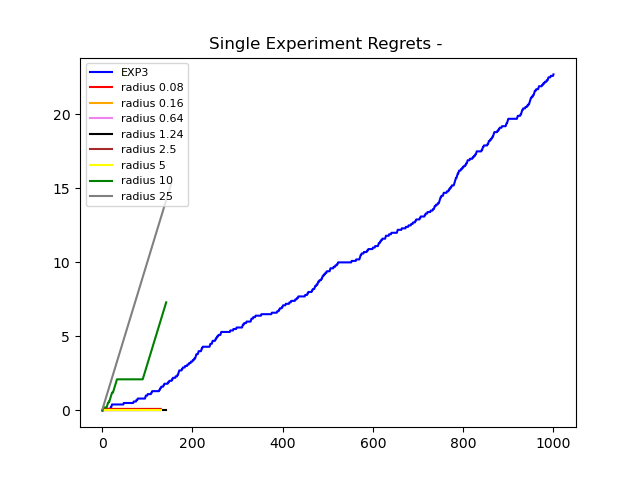 Single Experiment Regrets -
EXP3
radius 0.08
radius 0.16
radius 0.64
radius 1.24
radius 2.5
radius 5
radius 10
radius 25
20
15
10
5
0
0 200 400 600 800 1000